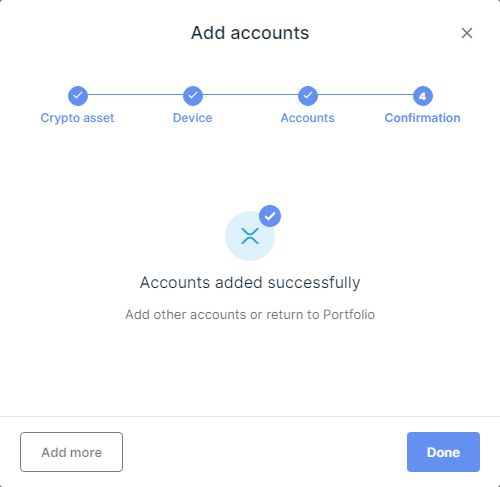 Add accounts
4
Crypto asset
Device
Accounts
Confirmation
Accounts added successfully
Add other accounts or return to Portfolio
Add more
Done